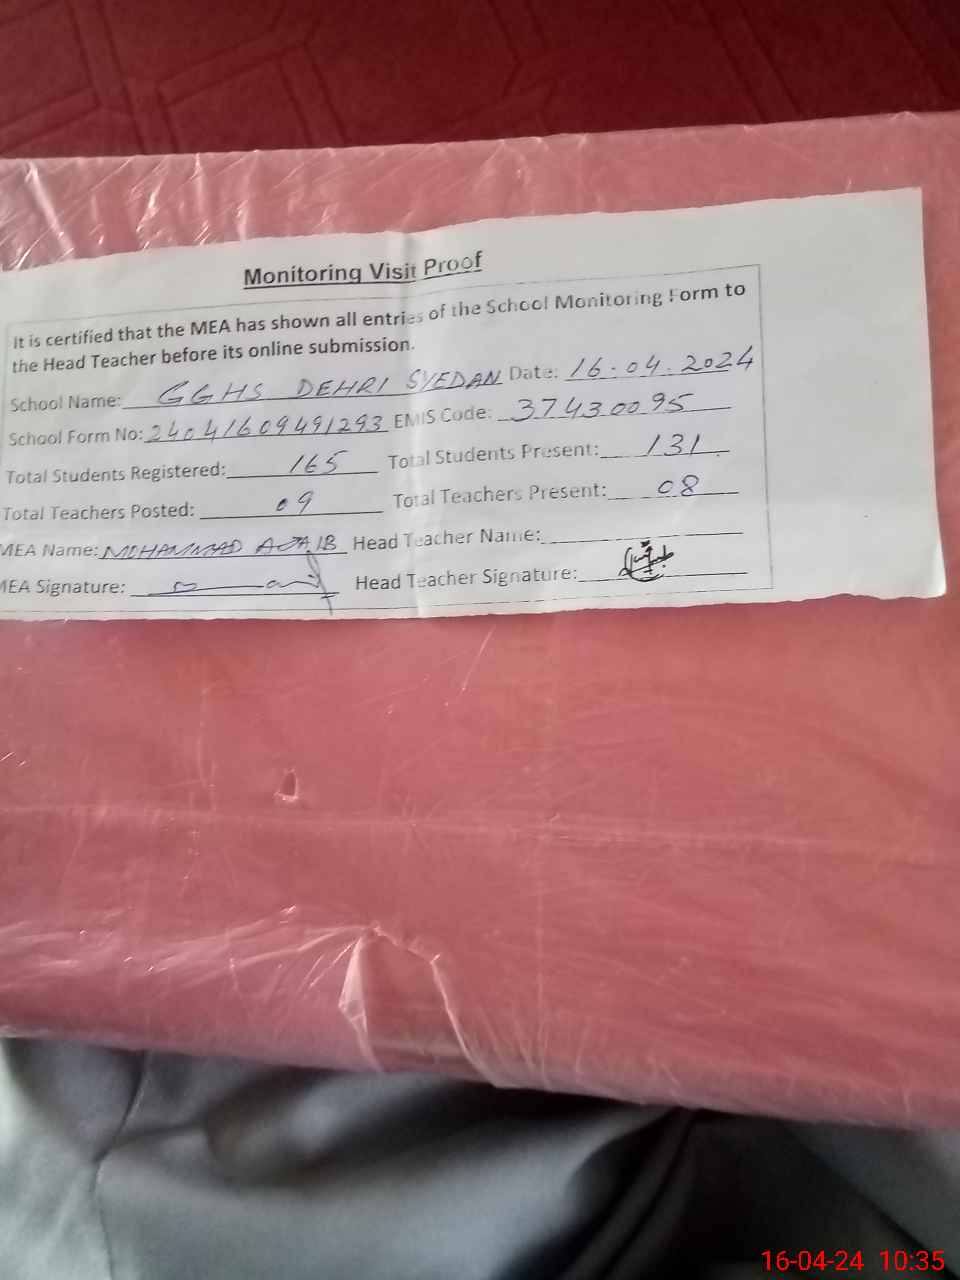 Monitoring Visit Proof
It is certified that the MEA has shown all entries of the School Monitoring Form to
the Head Teacher before its online submission.
School Name: GGHS DEHRI SYEDAN Date: 16.04.2024
School Form No: 24041609491293 EMIS Code: 37430095
Total Students Registered: 165 Total Students Present: 131.
Total Teachers Posted: 09 Total Teachers Present: 08
MEA Name: MOHAMMAD AJAIB Head Teacher Name:
MEA Signature: Head Teacher Signature:
16-04-24 10:35